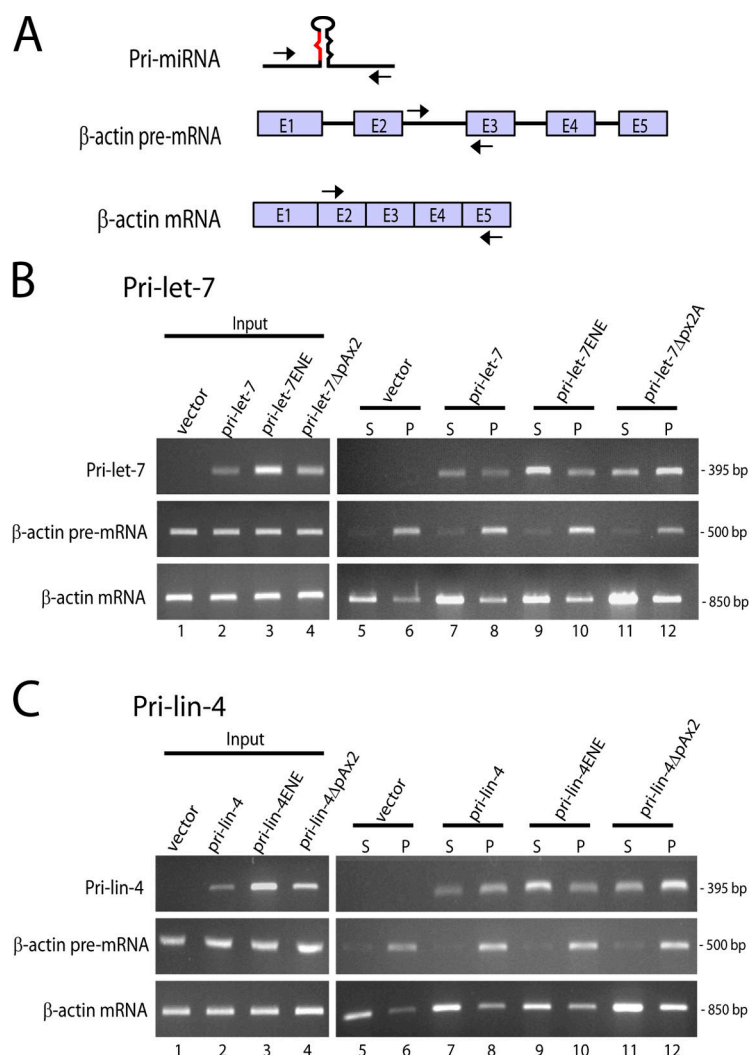 A
Pri-miRNA
β-actin pre-mRNA
E1 E2 E3 E4 E5
β-actin mRNA
E1 E2 E3 E4 E5
B Pri-let-7
Input
vector pri-let-7 pri-let-7ENE pri-let-7ΔpAx2
vector pri-let-7 pri-let-7ENE pri-let-7Δpx2A
S P S P S P S P
Pri-let-7 - 395 bp
β-actin pre-mRNA - 500 bp
β-actin mRNA - 850 bp
1 2 3 4 5 6 7 8 9 10 11 12
C Pri-lin-4
Input
vector pri-lin-4 pri-lin-4ENE pri-lin-4ΔpAx2
vector pri-lin-4 pri-lin-4ENE pri-lin-4ΔpAx2
S P S P S P S P
Pri-lin-4 - 395 bp
β-actin pre-mRNA - 500 bp
β-actin mRNA - 850 bp
1 2 3 4 5 6 7 8 9 10 11 12